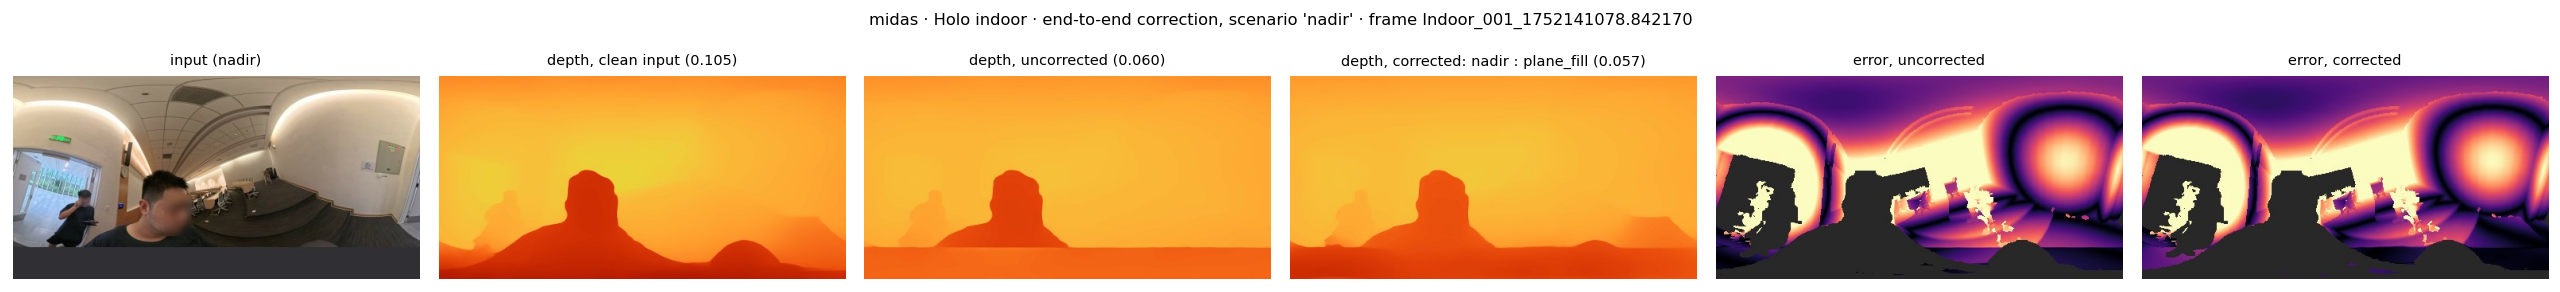 midas · Holo indoor · end-to-end correction, scenario 'nadir' · frame Indoor_001_1752141078.842170
input (nadir)
depth, clean input (0.105)
depth, uncorrected (0.060)
depth, corrected: nadir : plane_fill (0.057)
error, uncorrected
error, corrected